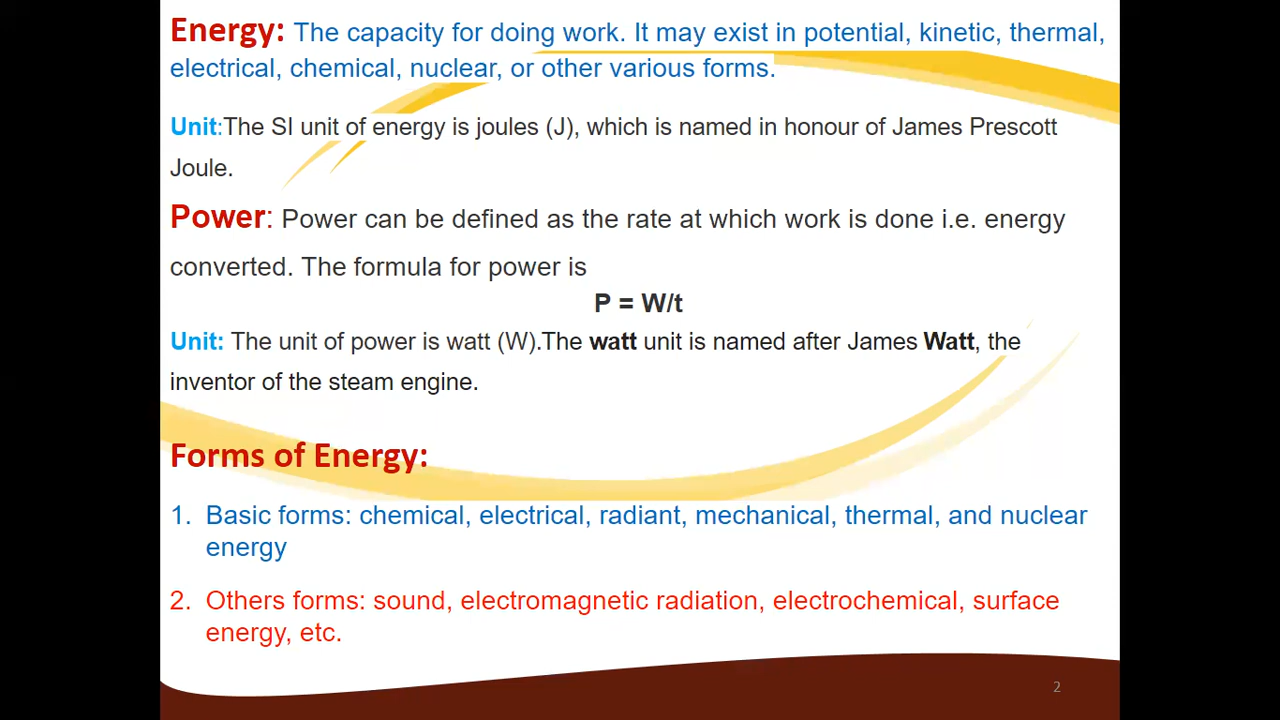 Energy: The capacity for doing work. It may exist in potential, kinetic, thermal,
electrical, chemical, nuclear, or other various forms.
Unit:The SI unit of energy is joules (J), which is named in honour of James Prescott
Joule.
Power: Power can be defined as the rate at which work is done i.e. energy
converted. The formula for power is
P = W/t
Unit: The unit of power is watt (W).The watt unit is named after James Watt, the
inventor of the steam engine.
Forms of Energy:
1. Basic forms: chemical, electrical, radiant, mechanical, thermal, and nuclear
energy
2. Others forms: sound, electromagnetic radiation, electrochemical, surface
energy, etc.
2